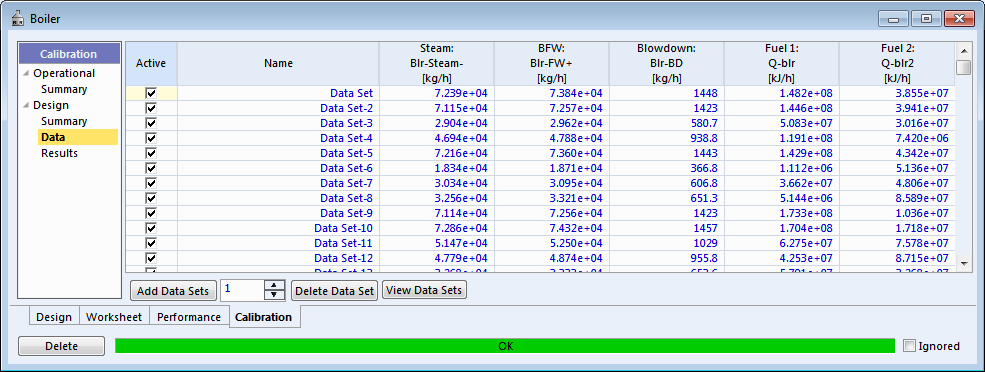 Boiler
Calibration
Operational
Summary
Design
Summary
Data
Results
Active Name Steam: Blr-Steam- [kg/h] BFW: Blr-FW+ [kg/h] Blowdown: Blr-BD [kg/h] Fuel 1: Q-blr [kJ/h] Fuel 2: Q-blr2 [kJ/h]
Data Set 7.239e+04 7.384e+04 1448 1.482e+08 3.855e+07
Data Set-2 7.115e+04 7.257e+04 1423 1.446e+08 3.941e+07
Data Set-3 2.904e+04 2.962e+04 580.7 5.083e+07 3.016e+07
Data Set-4 4.694e+04 4.788e+04 938.8 1.191e+08 7.420e+06
Data Set-5 7.216e+04 7.360e+04 1443 1.429e+08 4.342e+07
Data Set-6 1.834e+04 1.871e+04 366.8 1.112e+06 5.136e+07
Data Set-7 3.034e+04 3.095e+04 606.8 3.662e+07 4.806e+07
Data Set-8 3.256e+04 3.321e+04 651.3 5.144e+06 8.589e+07
Data Set-9 7.114e+04 7.256e+04 1423 1.733e+08 1.036e+07
Data Set-10 7.286e+04 7.432e+04 1457 1.704e+08 1.718e+07
Data Set-11 5.147e+04 5.250e+04 1029 6.275e+07 7.578e+07
Data Set-12 4.779e+04 4.874e+04 955.8 4.253e+07 8.715e+07
Add Data Sets 1 Delete Data Set View Data Sets
Design Worksheet Performance Calibration
Delete OK Ignored